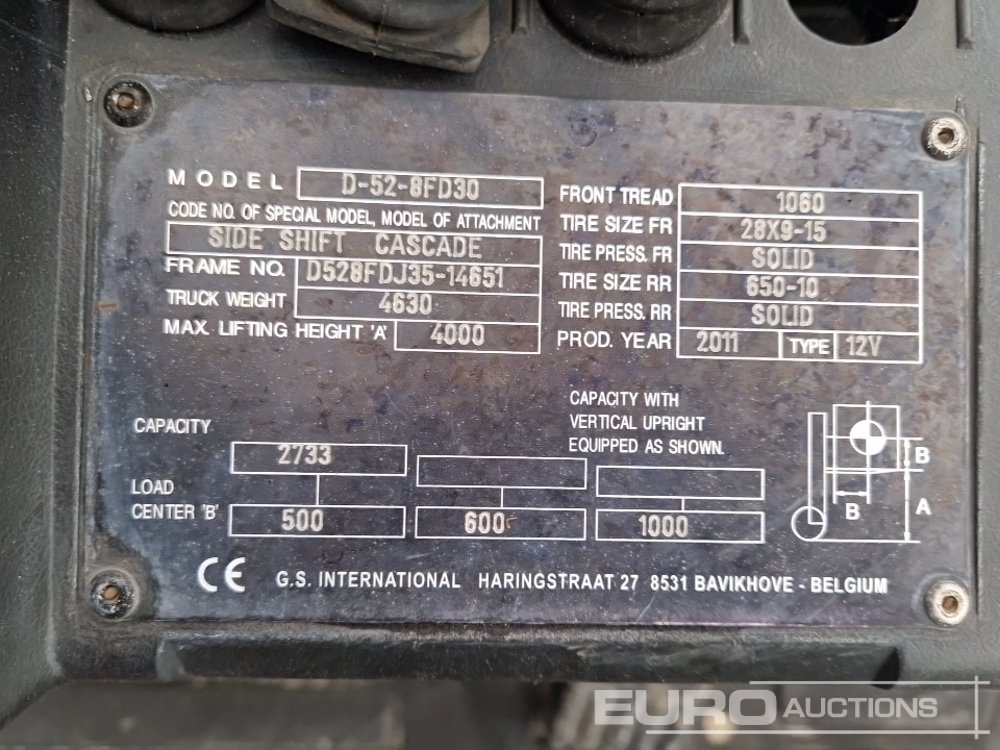 MODEL D-52-8FD30
CODE NO. OF SPECIAL MODEL, MODEL OF ATTACHMENT
SIDE SHIFT CASCADE
FRAME NO. D528FDJ35-14651
TRUCK WEIGHT 4630
MAX. LIFTING HEIGHT 'A' 4000
FRONT TREAD 1060
TIRE SIZE FR 28X9-15
TIRE PRESS. FR SOLID
TIRE SIZE RR 650-10
TIRE PRESS. RR SOLID
PROD. YEAR 2011 TYPE 12V
CAPACITY WITH
VERTICAL UPRIGHT
EQUIPPED AS SHOWN.
CAPACITY 2733
LOAD
CENTER 'B' 500 600 1000
B
B
A
CE G.S. INTERNATIONAL HARINGSTRAAT 27 8531 BAVIKHOVE - BELGIUM
EURO AUCTIONS